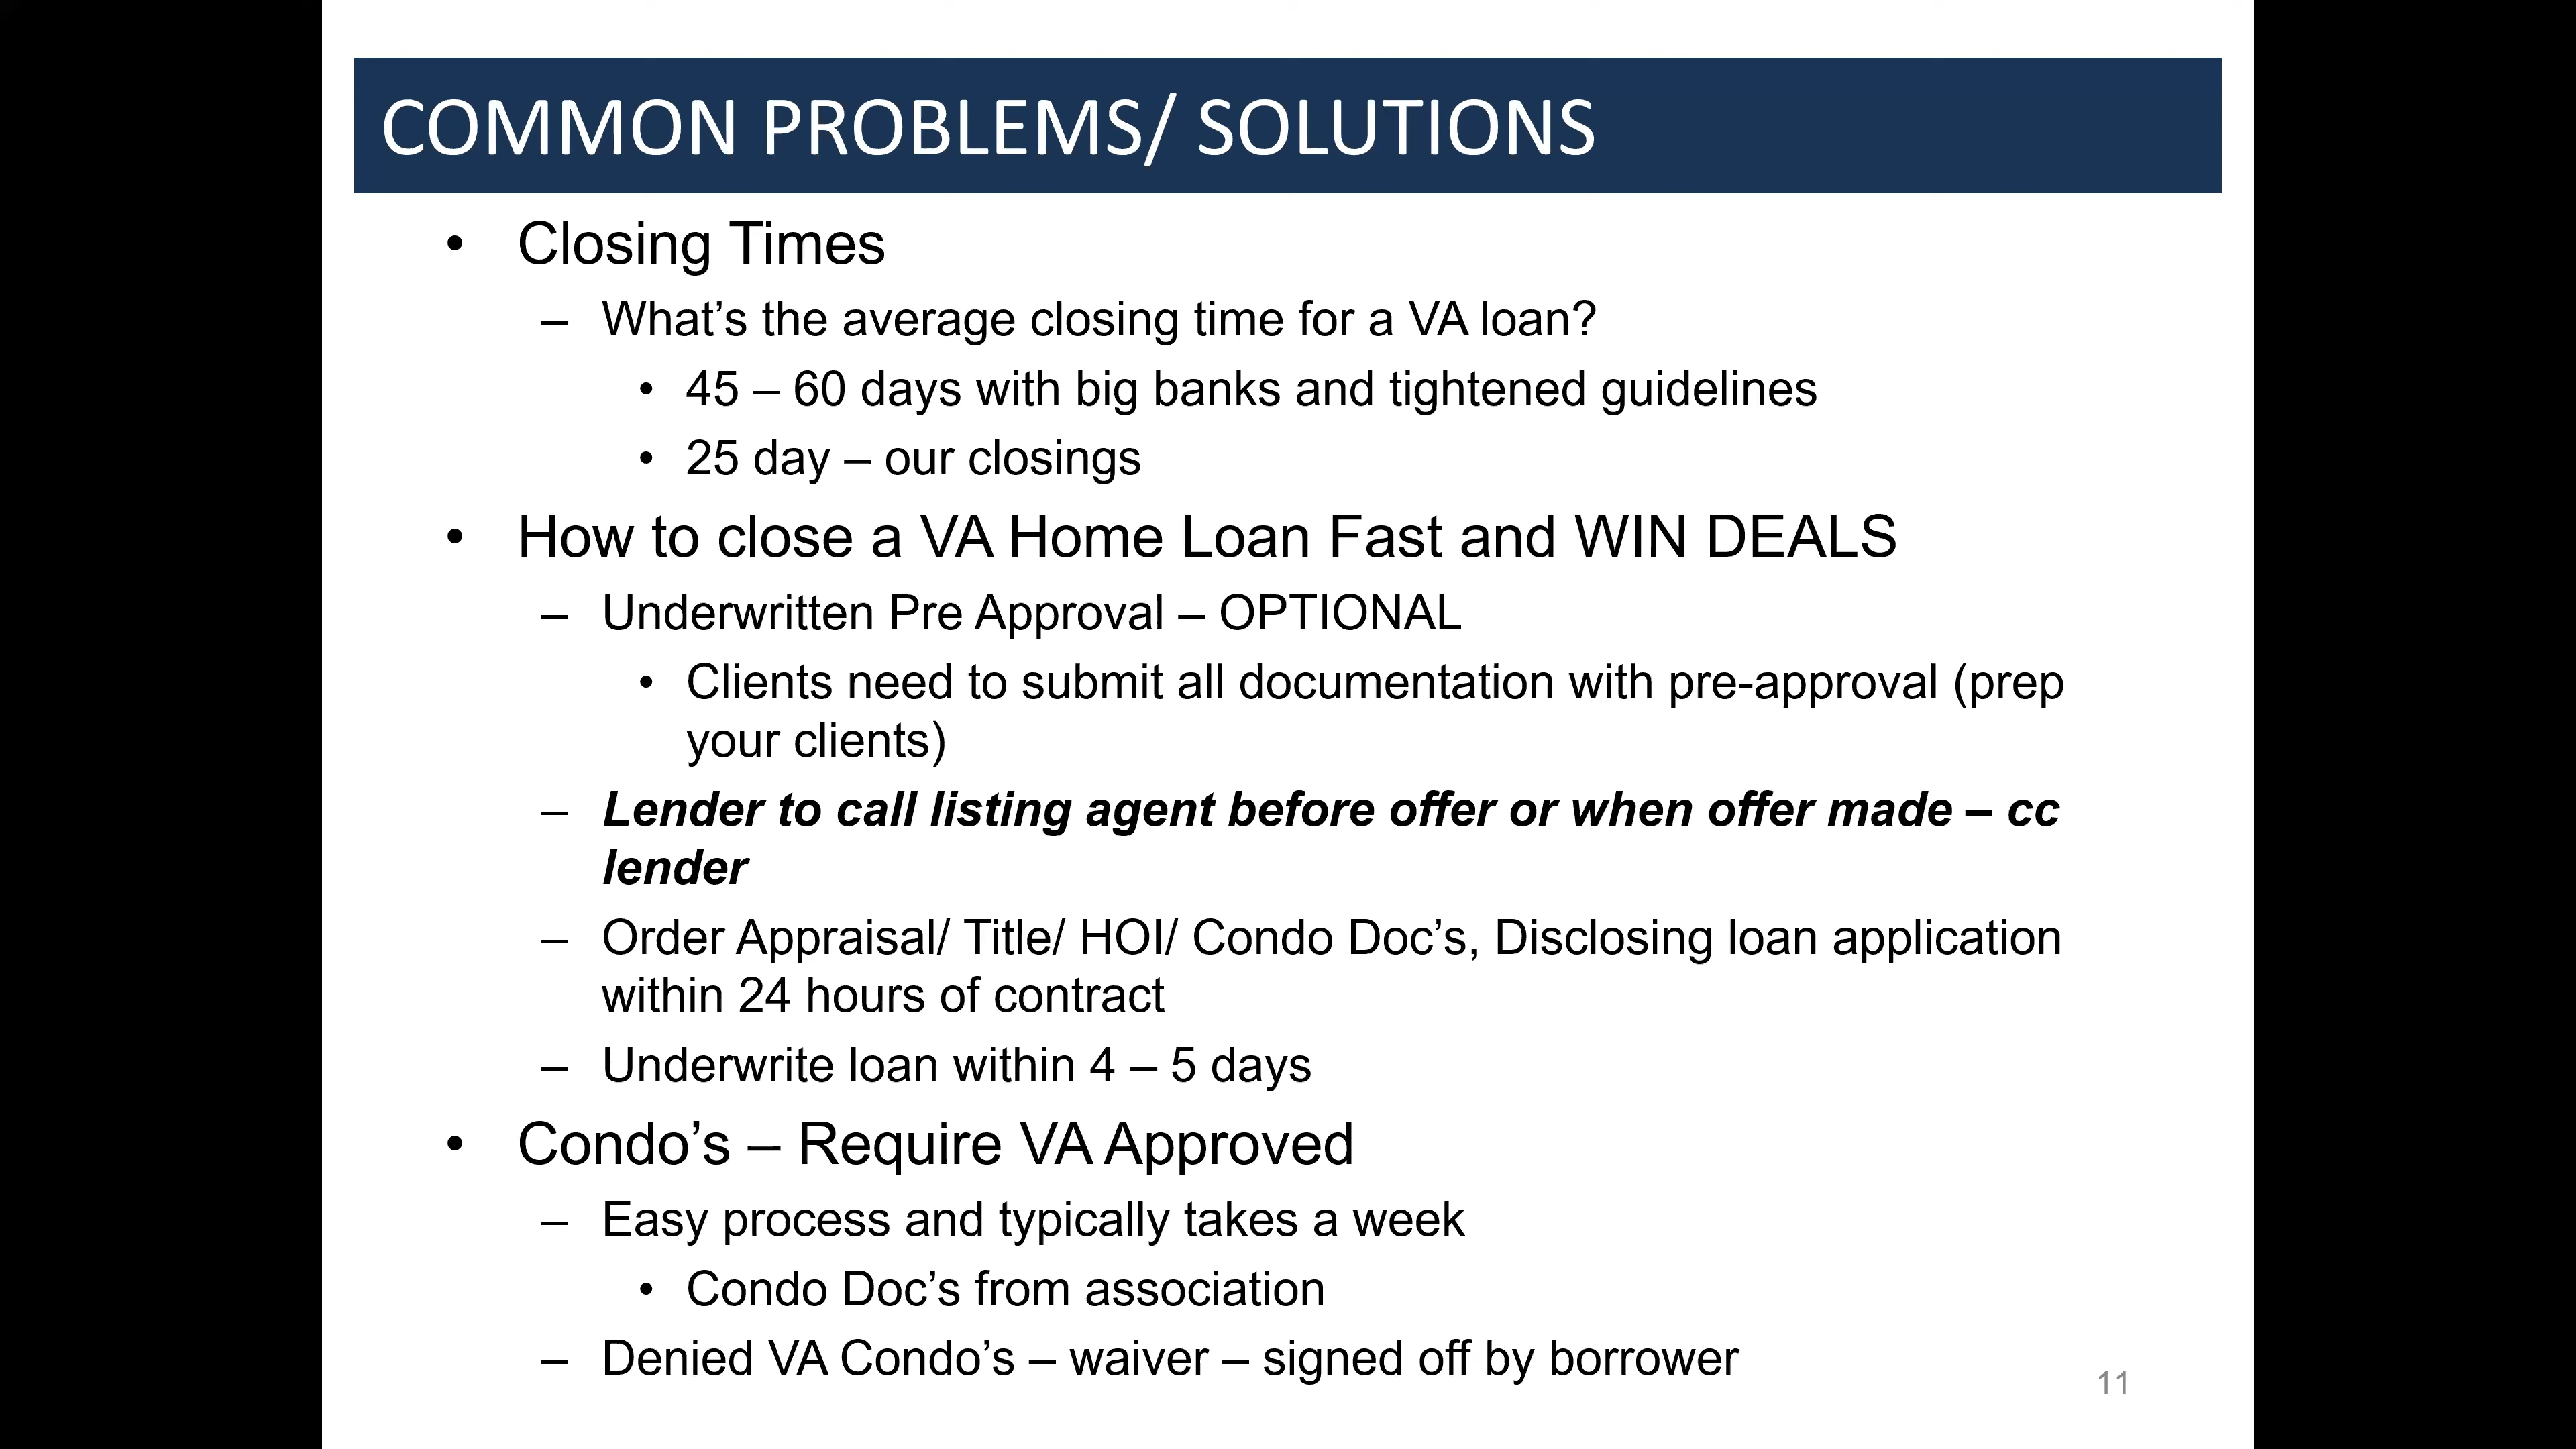 COMMON PROBLEMS/ SOLUTIONS
• Closing Times
– What’s the average closing time for a VA loan?
• 45 – 60 days with big banks and tightened guidelines
• 25 day – our closings
• How to close a VA Home Loan Fast and WIN DEALS
– Underwritten Pre Approval – OPTIONAL
• Clients need to submit all documentation with pre-approval (prep
your clients)
– Lender to call listing agent before offer or when offer made – cc
lender
– Order Appraisal/ Title/ HOI/ Condo Doc’s, Disclosing loan application
within 24 hours of contract
– Underwrite loan within 4 – 5 days
• Condo’s – Require VA Approved
– Easy process and typically takes a week
• Condo Doc’s from association
– Denied VA Condo’s – waiver – signed off by borrower
11